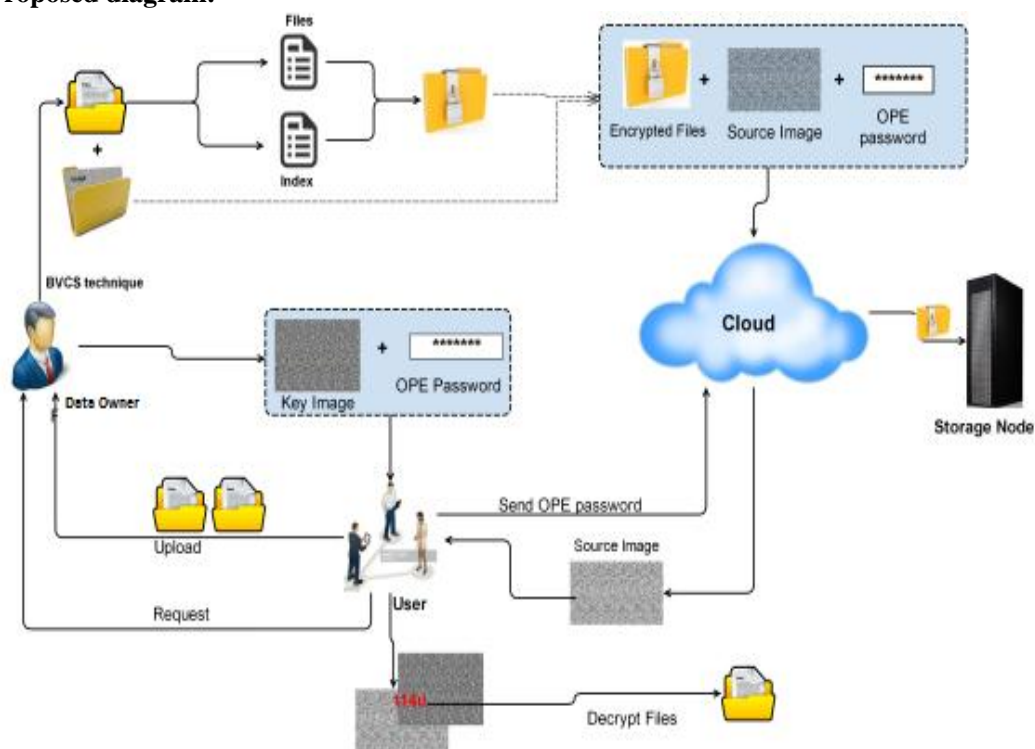 roposed diagram:
Files
+
Index
BVCS technique
+
+
*******
Encrypted Files
Source Image
OPE
password
Data Owner
+
*******
Key Image
OPE Password
Cloud
Storage Node
Upload
Send OPE password
Source Image
Request
User
t14d
Decrypt Files